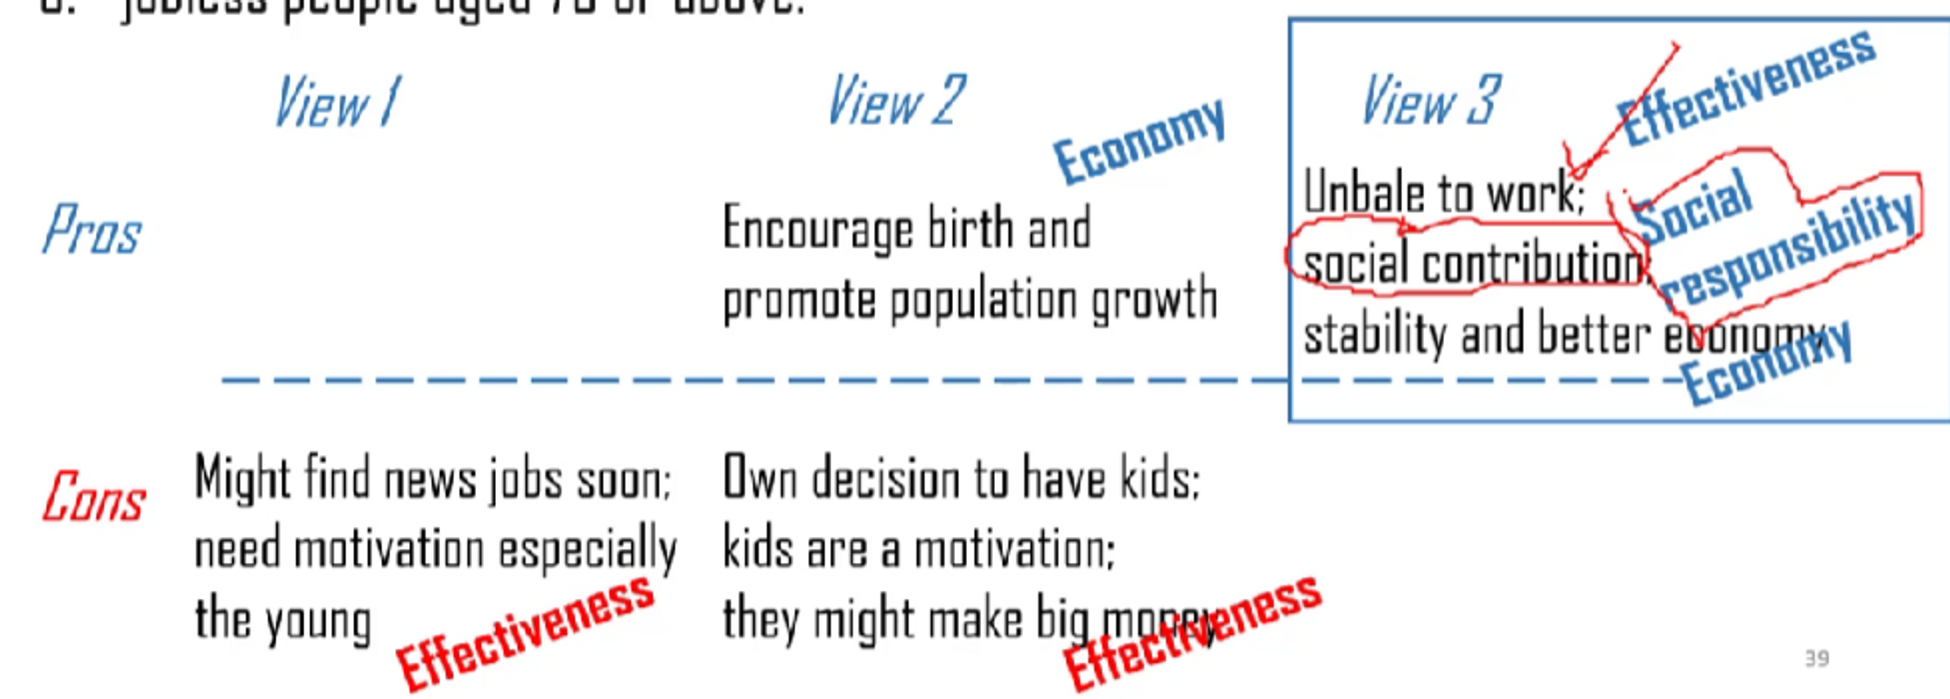 jobless people aged 70 or above.
View 1
View 2
Economy
View 3
Effectiveness
Pros
Encourage birth and
promote population growth
Unbale to work;
social contribution
stability and better economy
Social
responsibility
Economy
Cons
Might find news jobs soon;
need motivation especially
the young
Effectiveness
Own decision to have kids;
kids are a motivation;
they might make big money
Effectiveness
39